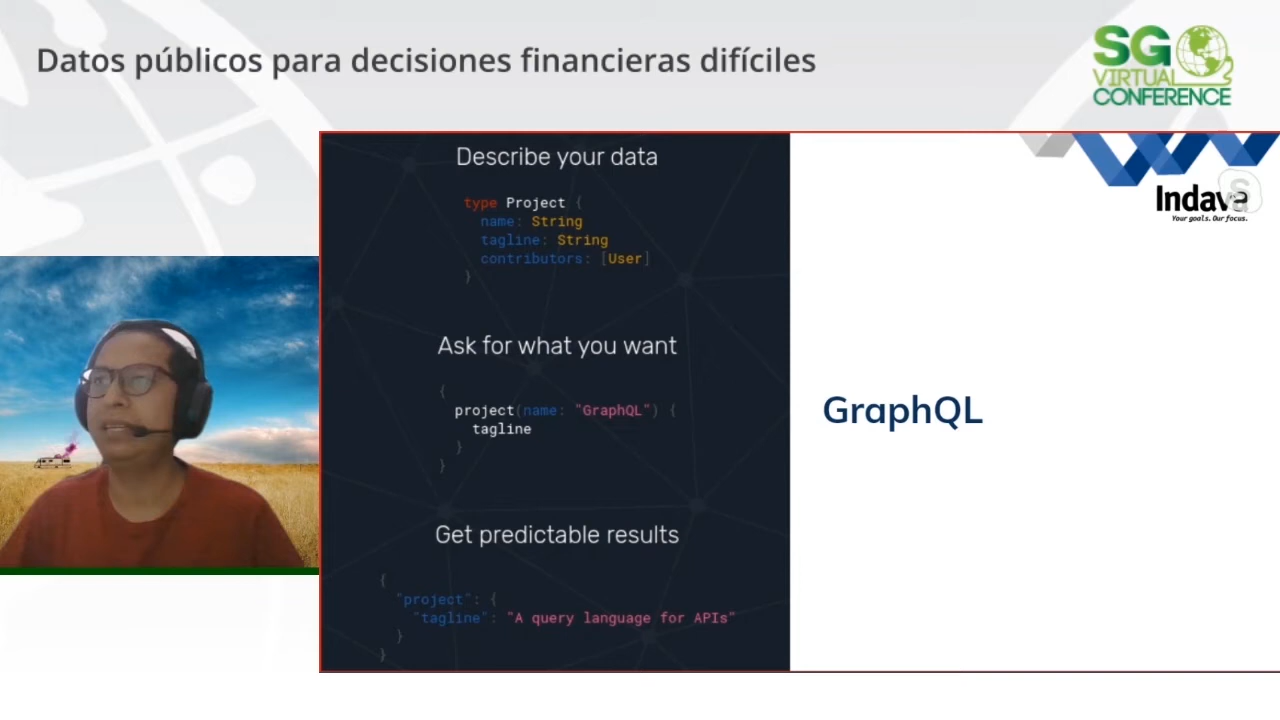 Datos públicos para decisiones financieras difíciles
SG
VIRTUAL
CONFERENCE
Describe your data
type Project {
name: String
tagline: String
contributors: [User]
}
Ask for what you want
{
project(name: "GraphQL") {
tagline
}
}
Get predictable results
{
"project": {
"tagline": "A query language for APIs"
}
}
Indava
S
Your goals. Our focus.
GraphQL